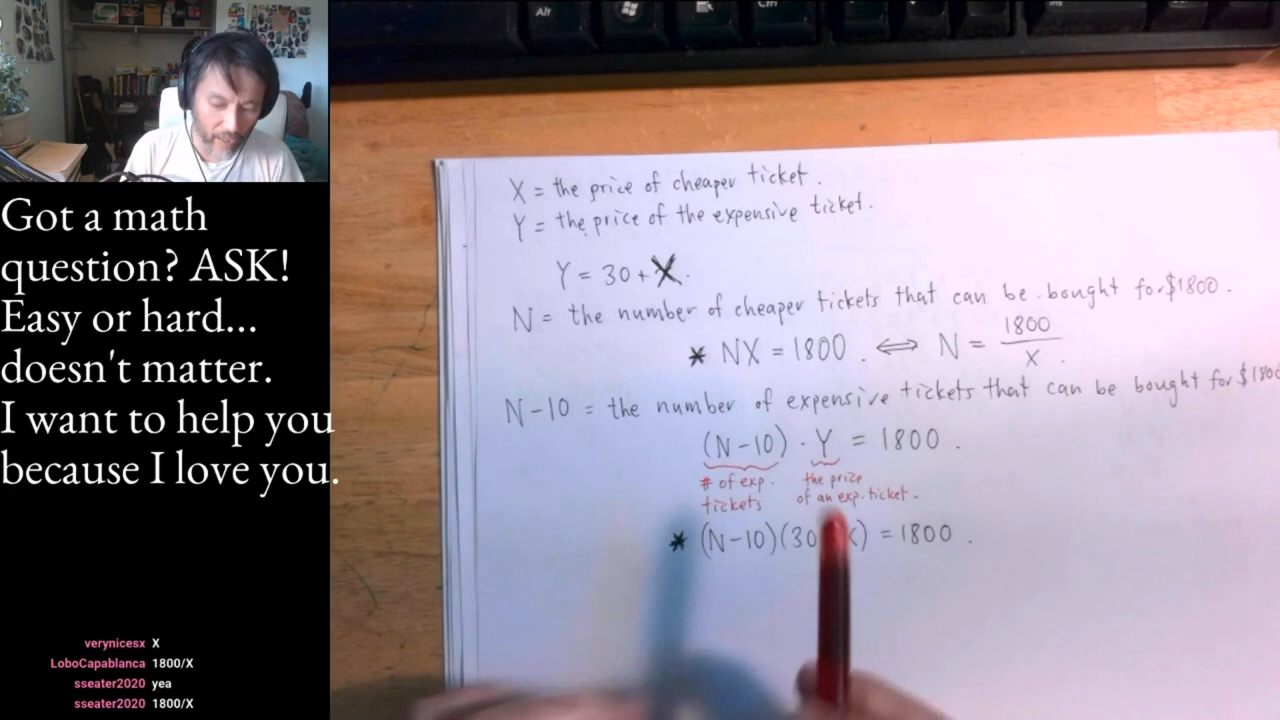 Got a math
question? ASK!
Easy or hard...
doesn't matter.
I want to help you
because I love you.
verynicesx X
LoboCapablanca 1800/X
sseater2020 yea
sseater2020 1800/X
Alt
Ctrl
X = the price of cheaper ticket.
Y = the price of the expensive ticket.
Y = 30 + X.
N = the number of cheaper tickets that can be bought for $1800.
* NX = 1800. ⟺ N = 1800/X.
N-10 = the number of expensive tickets that can be bought for $1800
(N-10) · Y = 1800.
# of exp. tickets
the price of an exp. ticket.
* (N-10)(30 X) = 1800.